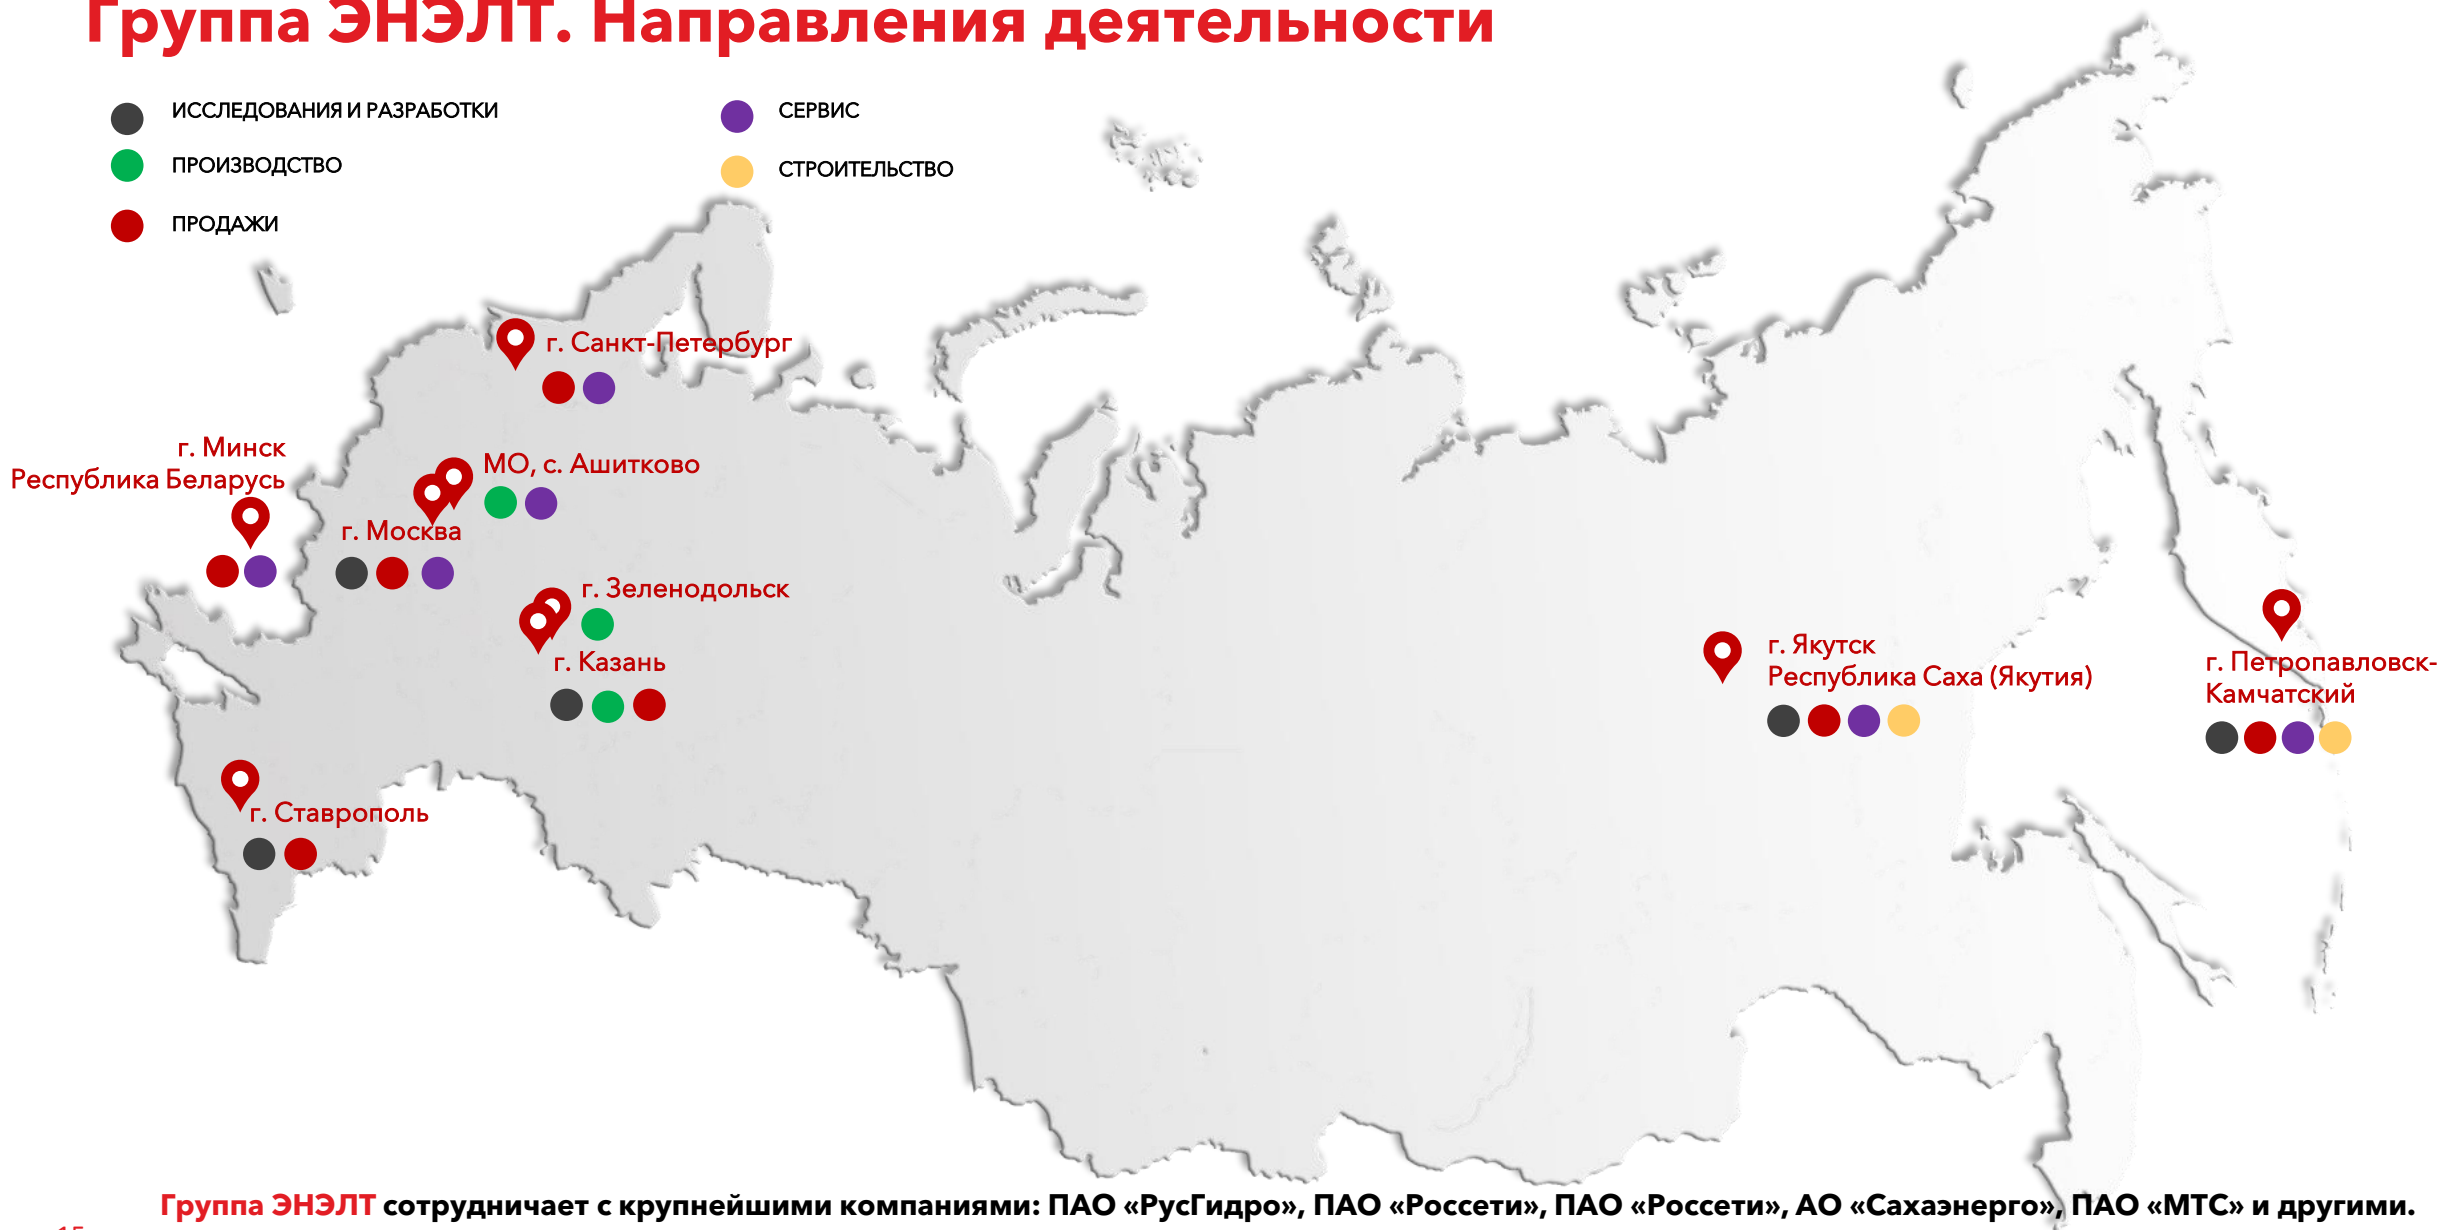 Группа ЭНЭЛТ. Направления деятельности
ИССЛЕДОВАНИЯ И РАЗРАБОТКИ
ПРОИЗВОДСТВО
ПРОДАЖИ
СЕРВИС
СТРОИТЕЛЬСТВО
г. Санкт-Петербург
г. Минск
Республика Беларусь
МО, с. Ашитково
г. Москва
г. Зеленодольск
г. Казань
г. Якутск
Республика Саха (Якутия)
г. Петропавловск-
Камчатский
г. Ставрополь
Группа ЭНЭЛТ сотрудничает с крупнейшими компаниями: ПАО «РусГидро», ПАО «Россети», ПАО «Россети», АО «Сахаэнерго», ПАО «МТС» и другими.